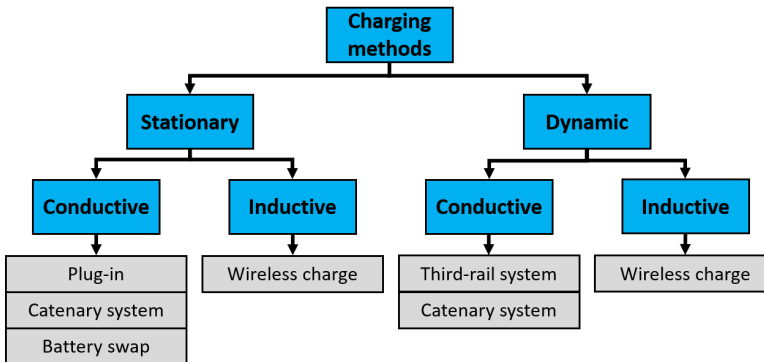 Charging
methods
Stationary
Dynamic
Conductive
Inductive
Conductive
Inductive
Plug-in
Wireless charge
Third-rail system
Wireless charge
Catenary system
Catenary system
Battery swap